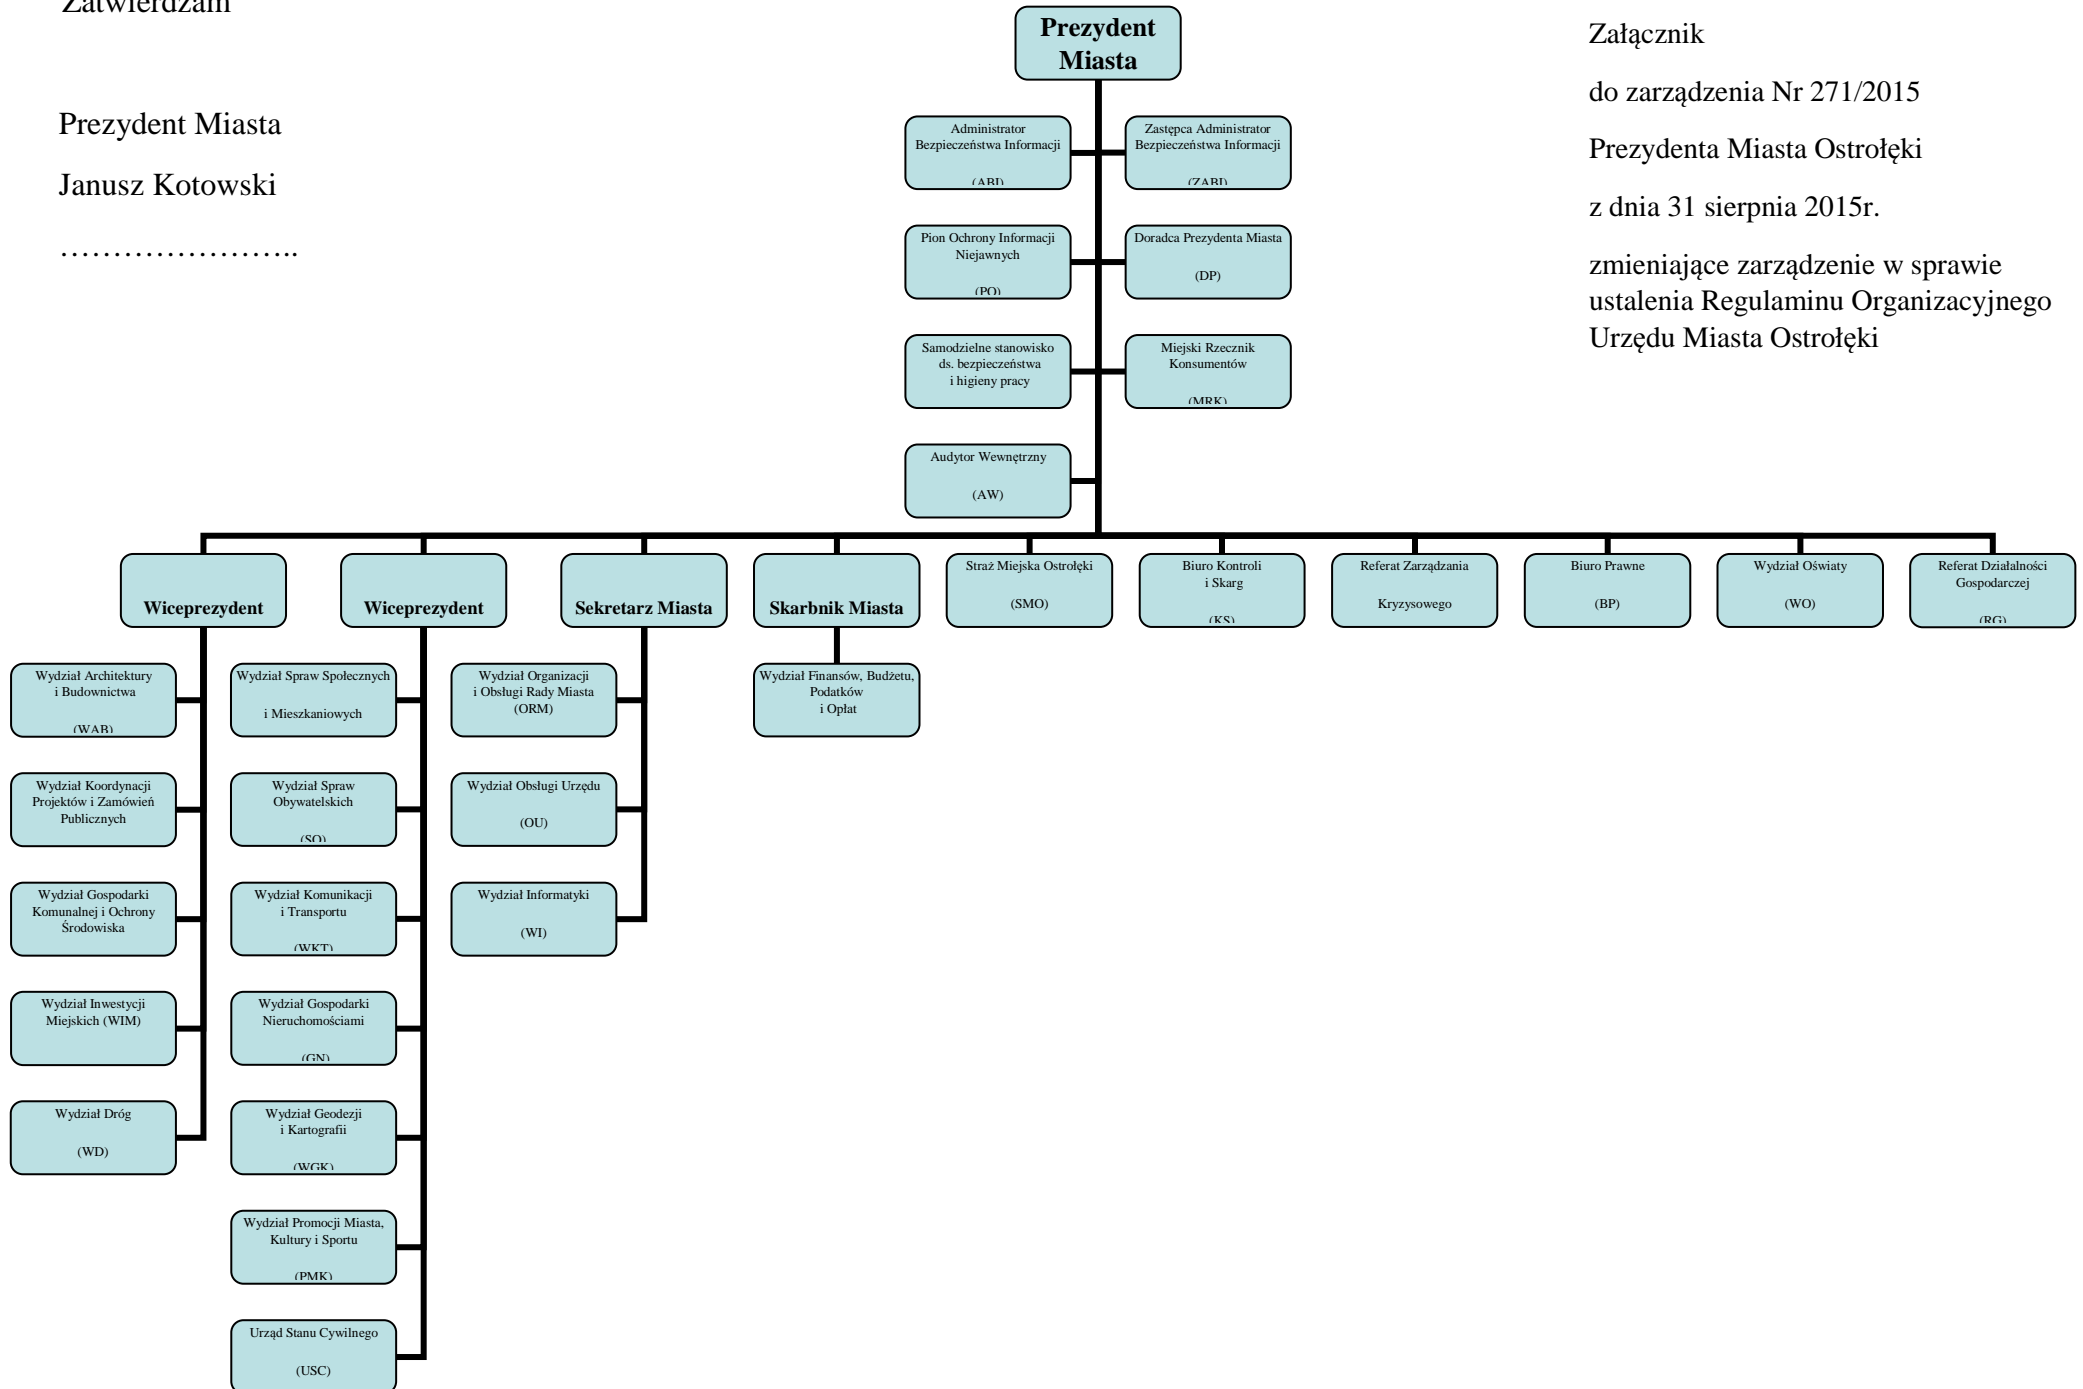 Zatwierdzam
Prezydent Miasta
Janusz Kotowski
…………………..
Załącznik
do zarządzenia Nr 271/2015
Prezydenta Miasta Ostrołęki
z dnia 31 sierpnia 2015r.
zmieniające zarządzenie w sprawie
ustalenia Regulaminu Organizacyjnego
Urzędu Miasta Ostrołęki
Prezydent
Miasta
Administrator
Bezpieczeństwa Informacji
(ABI)
Zastępca Administrator
Bezpieczeństwa Informacji
(ZABI)
Pion Ochrony Informacji
Niejawnych
(PO)
Doradca Prezydenta Miasta
(DP)
Samodzielne stanowisko
ds. bezpieczeństwa
i higieny pracy
Miejski Rzecznik
Konsumentów
(MRK)
Audytor Wewnętrzny
(AW)
Wiceprezydent
Wiceprezydent
Sekretarz Miasta
Skarbnik Miasta
Straż Miejska Ostrołęki
(SMO)
Biuro Kontroli
i Skarg
(KS)
Referat Zarządzania
Kryzysowego
Biuro Prawne
(BP)
Wydział Oświaty
(WO)
Referat Działalności
Gospodarczej
(RG)
Wydział Architektury
i Budownictwa
(WAB)
Wydział Koordynacji
Projektów i Zamówień
Publicznych
Wydział Gospodarki
Komunalnej i Ochrony
Środowiska
Wydział Inwestycji
Miejskich (WIM)
Wydział Dróg
(WD)
Wydział Spraw Społecznych
i Mieszkaniowych
Wydział Spraw
Obywatelskich
(SO)
Wydział Komunikacji
i Transportu
(WKT)
Wydział Gospodarki
Nieruchomościami
(GN)
Wydział Geodezji
i Kartografii
(WGK)
Wydział Promocji Miasta,
Kultury i Sportu
(PMK)
Urząd Stanu Cywilnego
(USC)
Wydział Organizacji
i Obsługi Rady Miasta
(ORM)
Wydział Obsługi Urzędu
(OU)
Wydział Informatyki
(WI)
Wydział Finansów, Budżetu,
Podatków
i Opłat